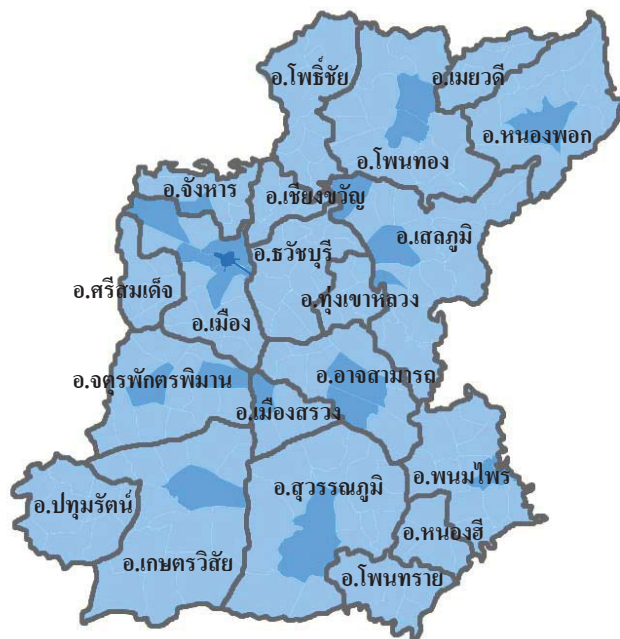 อ.โพธิ์ชัย
อ.เมยวดี
อ.หนองพอก
อ.โพนทอง
อ.จังหาร
อ.เชียงขวัญ
อ.เสลภูมิ
อ.ธวัชบุรี
อ.ศรีสมเด็จ
อ.ทุ่งเขาหลวง
อ.เมือง
อ.จตุรพักตรพิมาน
อ.อาจสามารถ
อ.เมืองสรวง
อ.พนมไพร
อ.สุวรรณภูมิ
อ.ปทุมรัตน์
อ.หนองฮี
อ.เกษตรวิสัย
อ.โพนทราย